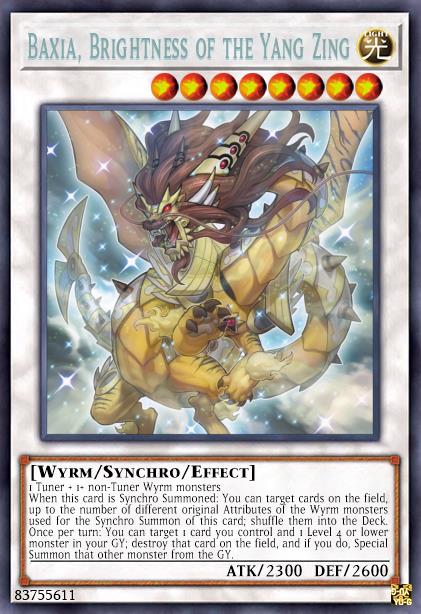 Baxia, Brightness of the Yang Zing
LIGHT
光
[Wyrm/Synchro/Effect]
1 Tuner + 1+ non-Tuner Wyrm monsters
When this card is Synchro Summoned: You can target cards on the field,
up to the number of different original Attributes of the Wyrm monsters
used for the Synchro Summon of this card; shuffle them into the Deck.
Once per turn: You can target 1 card you control and 1 Level 4 or lower
monster in your GY; destroy that card on the field, and if you do, Special
Summon that other monster from the GY.
ATK/2300 DEF/2600
83755611